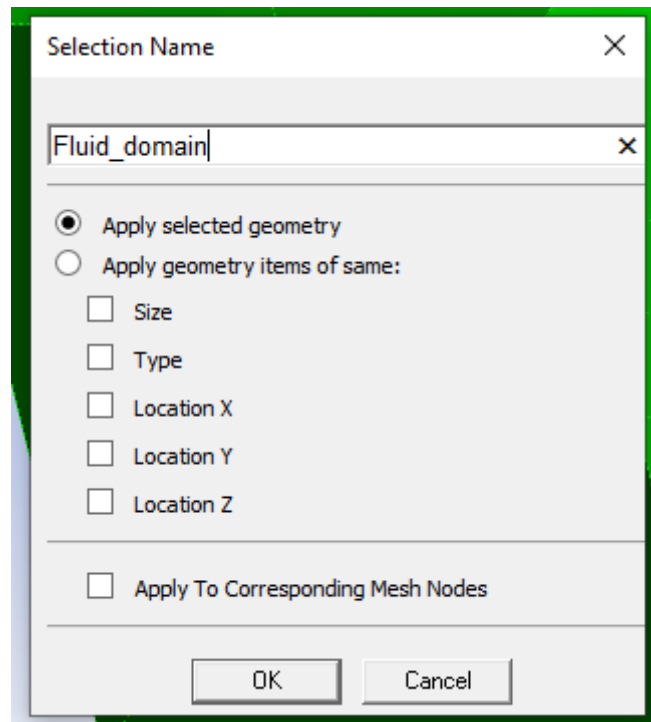 Selection Name
Fluid_domain
Apply selected geometry
Apply geometry items of same:
Size
Type
Location X
Location Y
Location Z
Apply To Corresponding Mesh Nodes
OK
Cancel